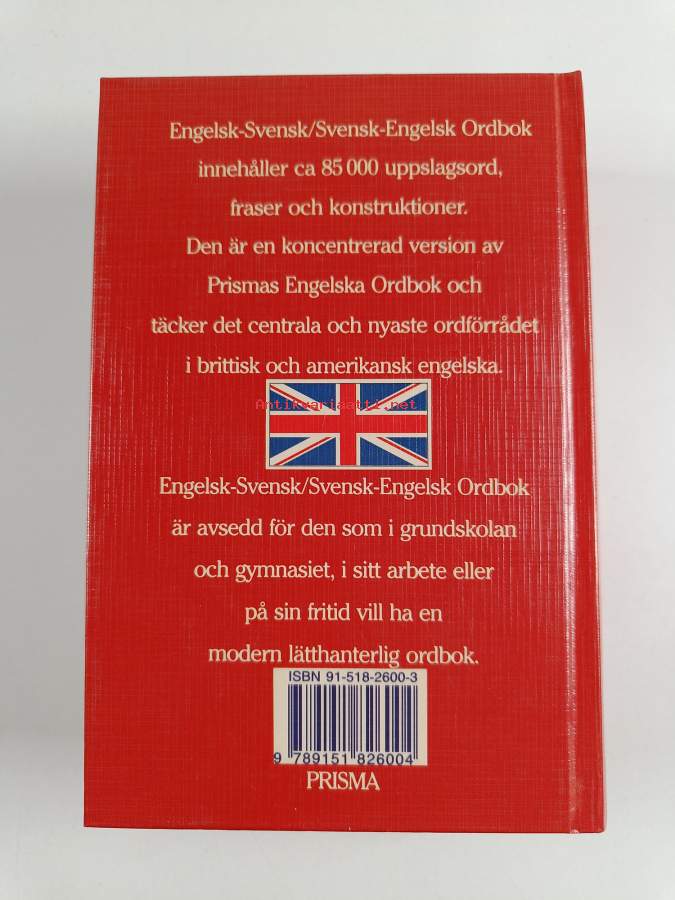 Engelsk-Svensk/Svensk-Engelsk Ordbok
innehåller ca 85 000 uppslagsord,
fraser och konstruktioner.
Den är en koncentrerad version av
Prismas Engelska Ordbok och
täcker det centrala och nyaste ordförrådet
i brittisk och amerikansk engelska.
Antikvariaatti.net
Engelsk-Svensk/Svensk-Engelsk Ordbok
är avsedd för den som i grundskolan
och gymnasiet, i sitt arbete eller
på sin fritid vill ha en
modern lätthanterlig ordbok.
ISBN 91-518-2600-3
9 789151 826004
PRISMA